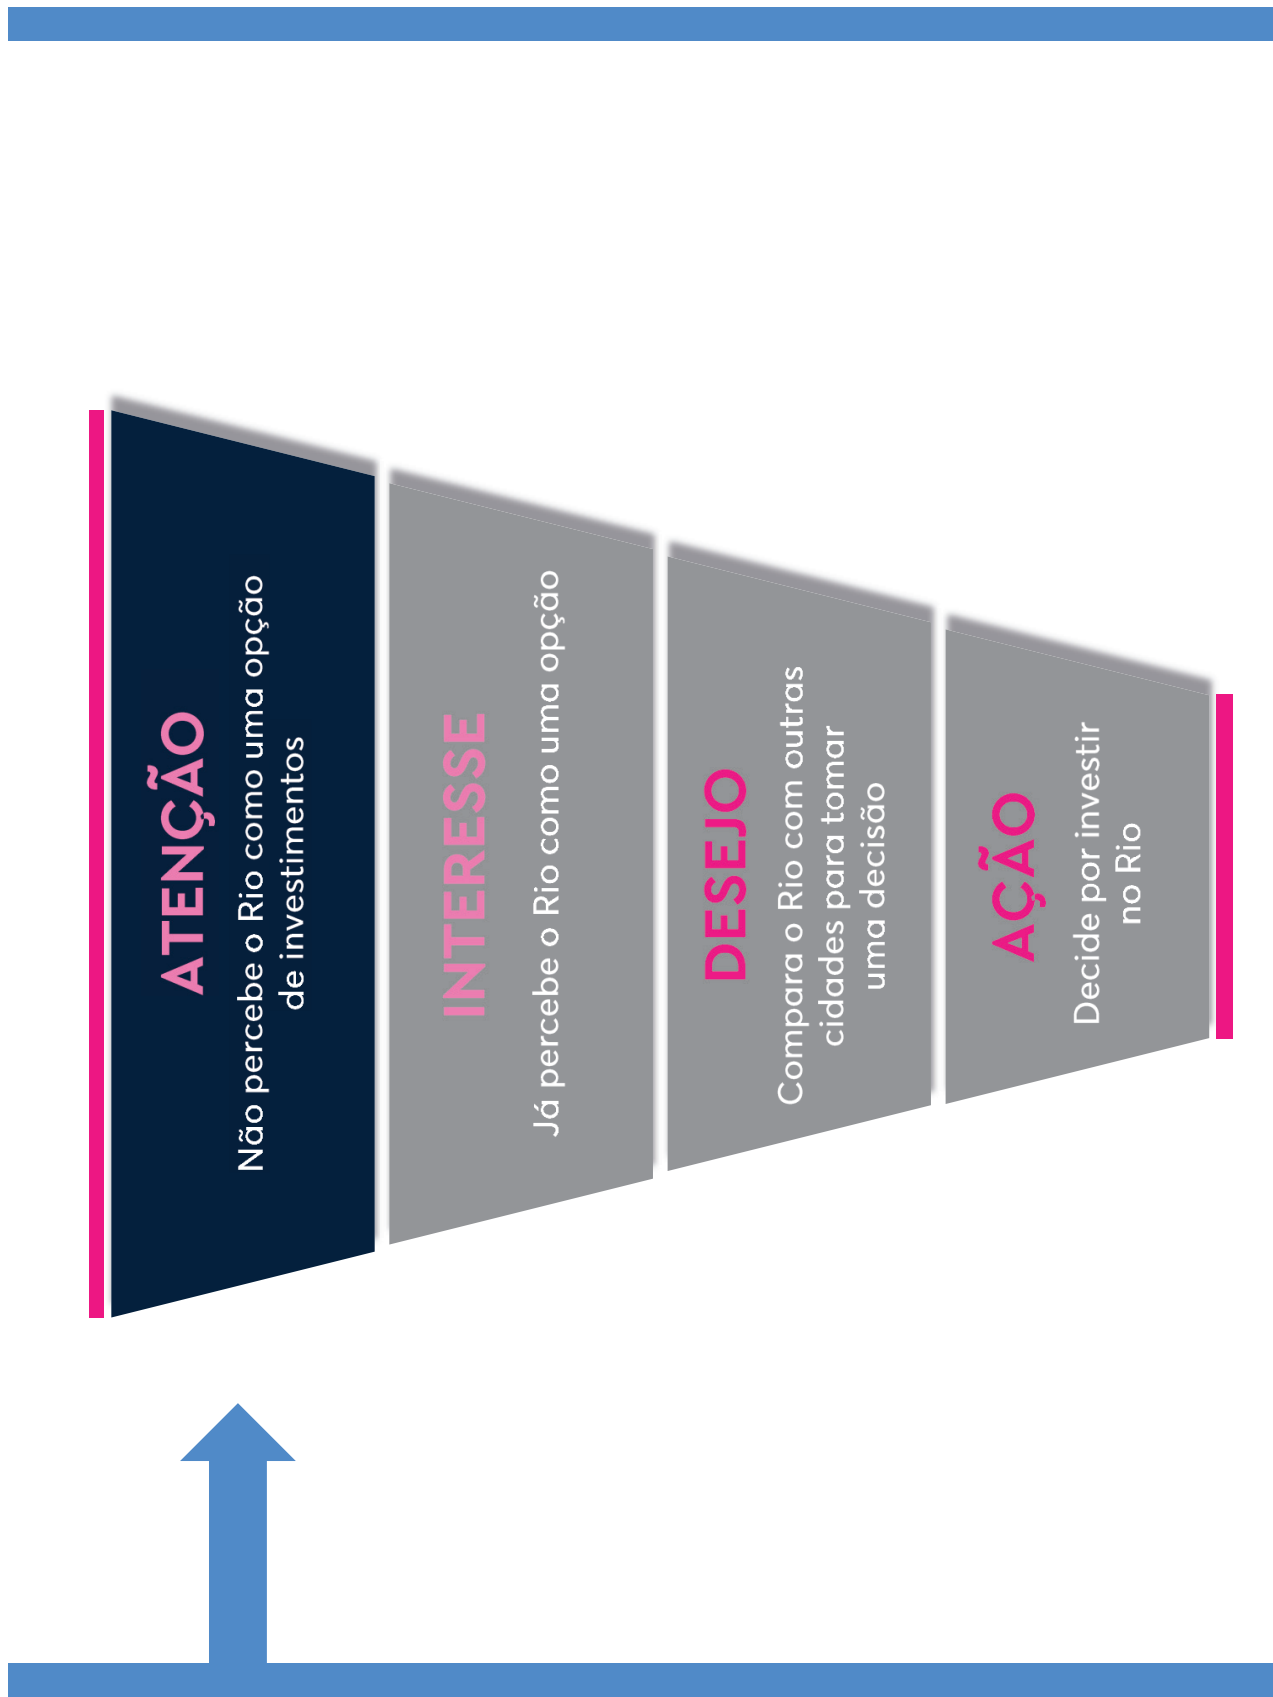 ATENÇÃO
Não percebe o Rio como uma opção
de investimentos
INTERESSE
Já percebe o Rio como uma opção
DESEJO
Compara o Rio com outras
cidades para tomar
uma decisão
AÇÃO
Decide por investir
no Rio